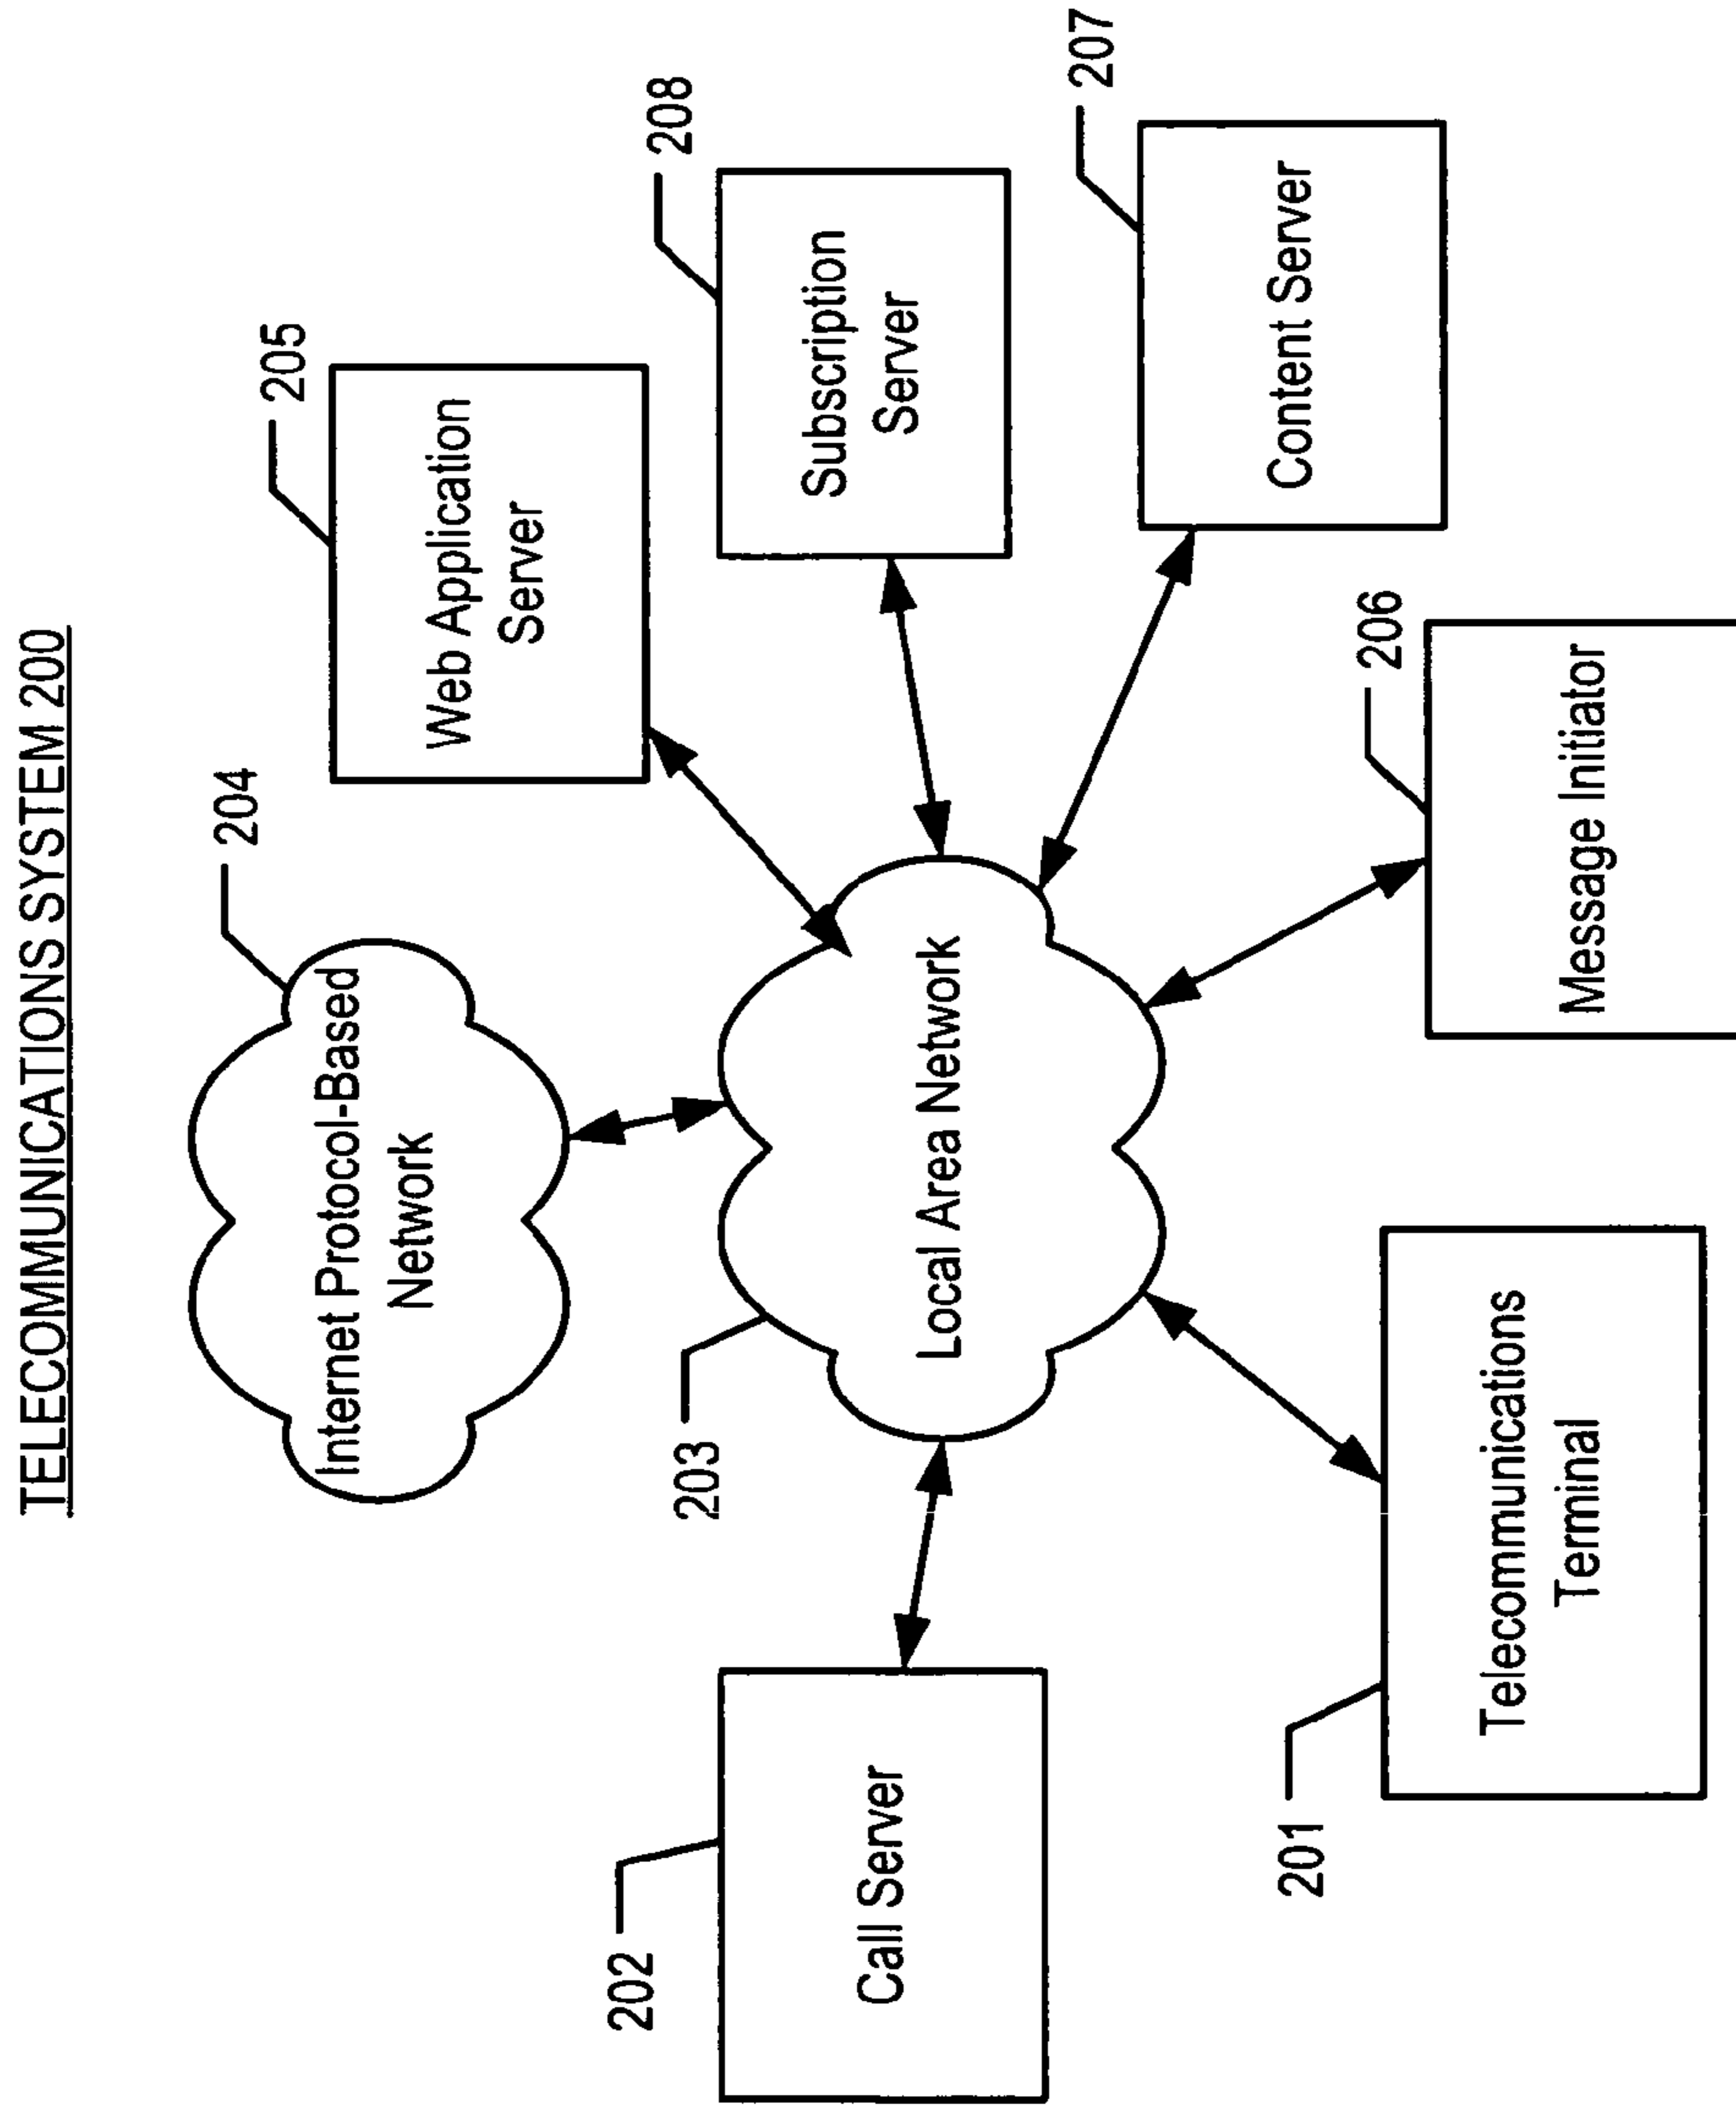 TELECOMMUNICATIONS SYSTEM 200
204
Internet Protocol-Based
Network
205
Web Application
Server
208
Subscription
Server
203
Local Area Network
202
Call Server
207
Content Server
201
Telecommunications
Terminal
206
Message Initiator